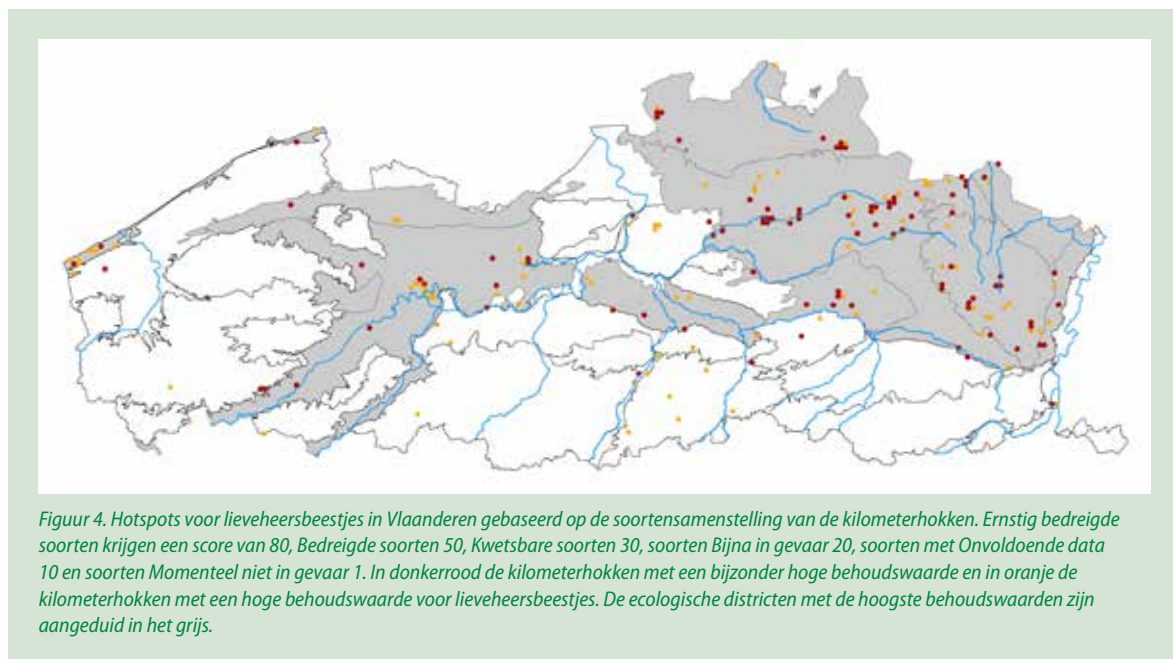 Figuur 4. Hotspots voor lieveheersbeestjes in Vlaanderen gebaseerd op de soortensamenstelling van de kilometerhokken. Ernstig bedreigde
soorten krijgen een score van 80, Bedreigde soorten 50, Kwetsbare soorten 30, soorten Bijna in gevaar 20, soorten met Onvoldoende data
10 en soorten Momenteel niet in gevaar 1. In donkerrood de kilometerhokken met een bijzonder hoge behoudswaarde en in oranje de
kilometerhokken met een hoge behoudswaarde voor lieveheersbeestjes. De ecologische districten met de hoogste behoudswaarden zijn
aangeduid in het grijs.